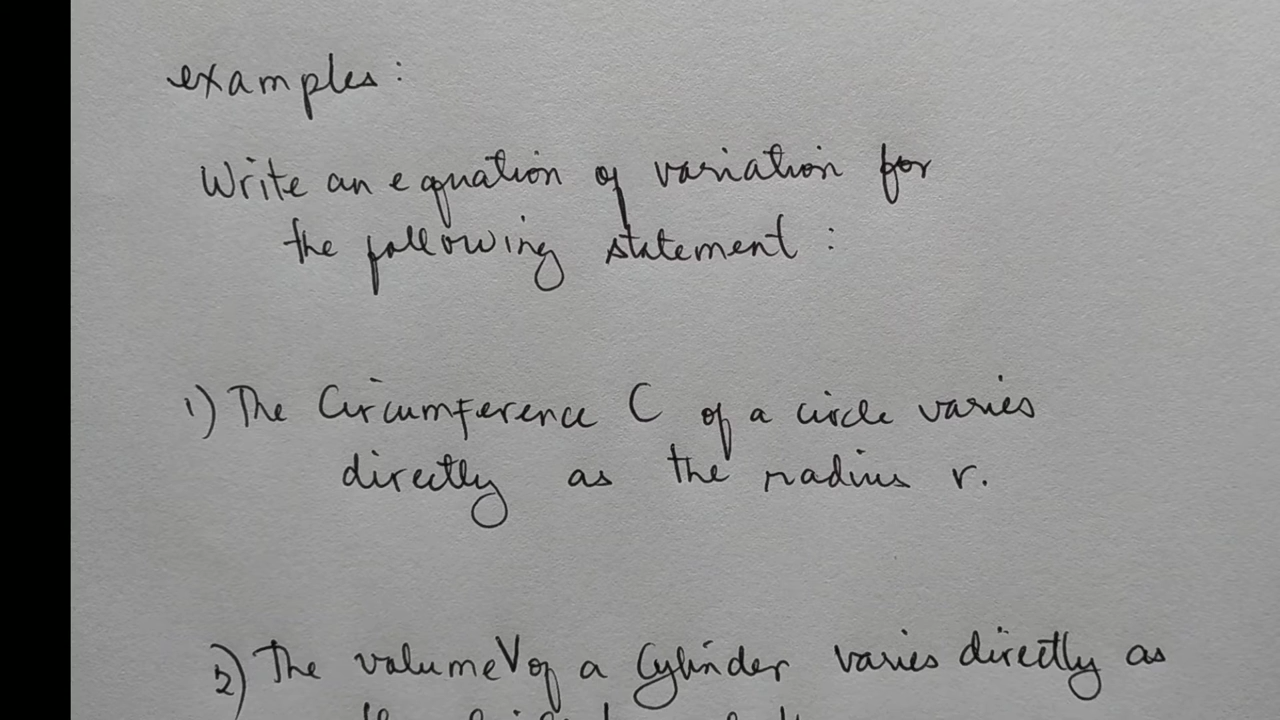 examples:
Write an equation of variation for
the following statement:
1) The Circumference C of a circle varies
directly as the radius r.
2) The volume V of a Cylinder varies directly as